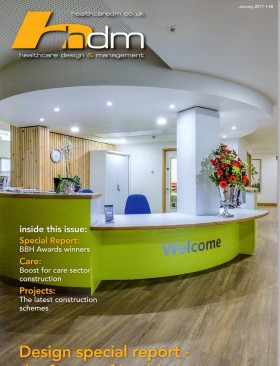 healthcaredm.co.uk
January 2017 • £6
hdm
healthcare design & management
Welcome
inside this issue:
Special Report:
BBH Awards winners
Care:
Boost for care sector
construction
Projects:
The latest construction
schemes
Design special report -